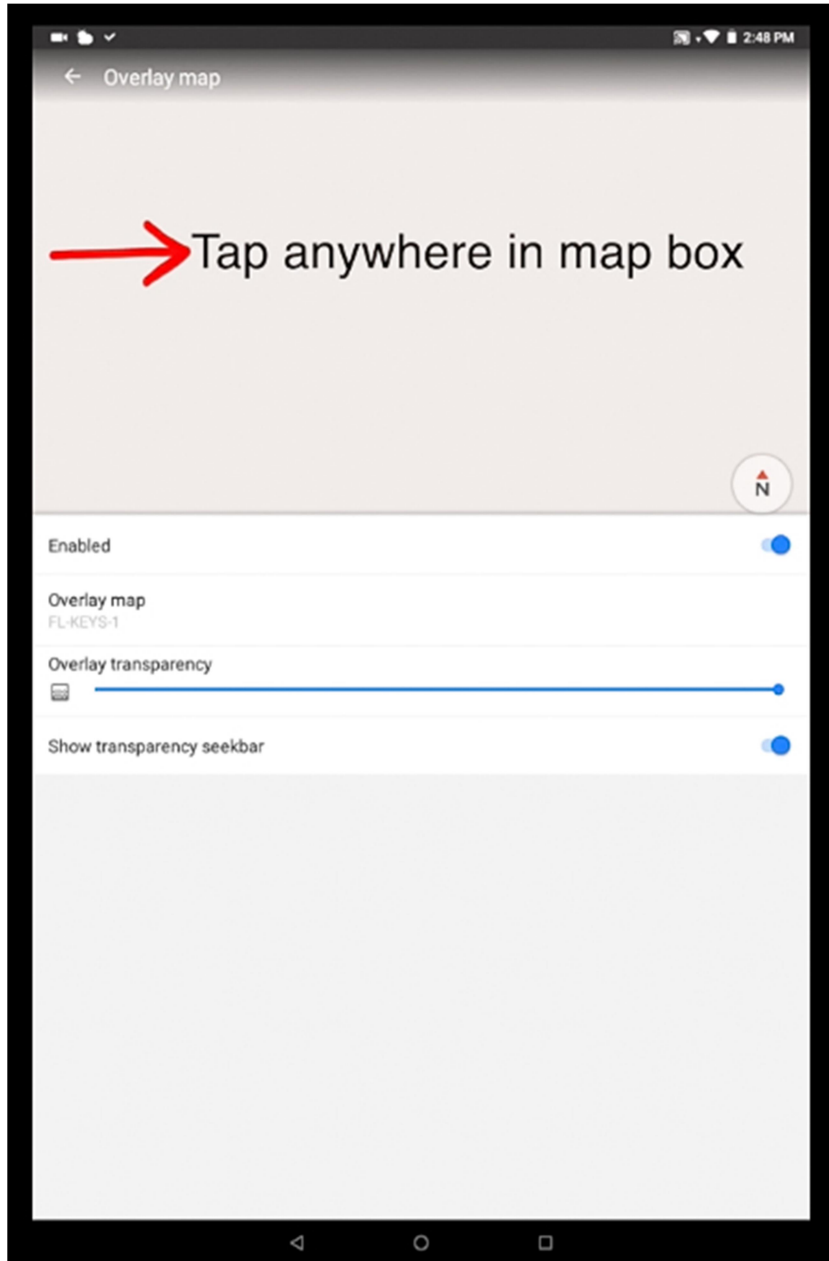 2:48 PM
Overlay map
Tap anywhere in map box
N
Enabled
Overlay map
FL-KEYS-1
Overlay transparency
Show transparency seekbar